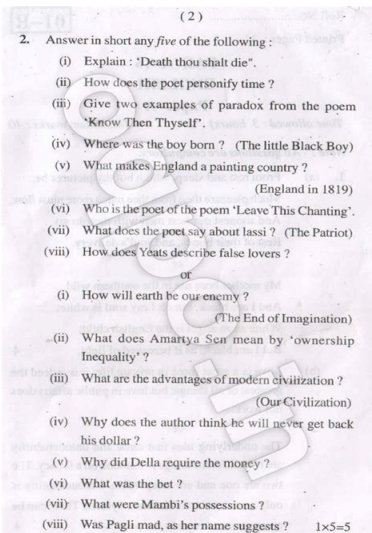 ( 2 )
2. Answer in short any five of the following :
(i) Explain : 'Death thou shalt die".
(ii) How does the poet personify time ?
(iii) Give two examples of paradox from the poem
'Know Then Thyself'.
(iv) Where was the boy born ? (The little Black Boy)
(v) What makes England a painting country ?
(England in 1819)
(vi) Who is the poet of the poem 'Leave This Chanting'.
(vii) What does the poet say about lassi ? (The Patriot)
(viii) How does Yeats describe false lovers ?
or
(i) How will earth be our enemy ?
(The End of Imagination)
(ii) What does Amartya Sen mean by 'ownership
Inequality' ?
(iii) What are the advantages of modern civilization ?
(Our Civilization)
(iv) Why does the author think he will never get back
his dollar ?
(v) Why did Della require the money ?
(vi) What was the bet ?
(vii) What were Mambi's possessions ?
(viii) Was Pagli mad, as her name suggests ? 1×5=5